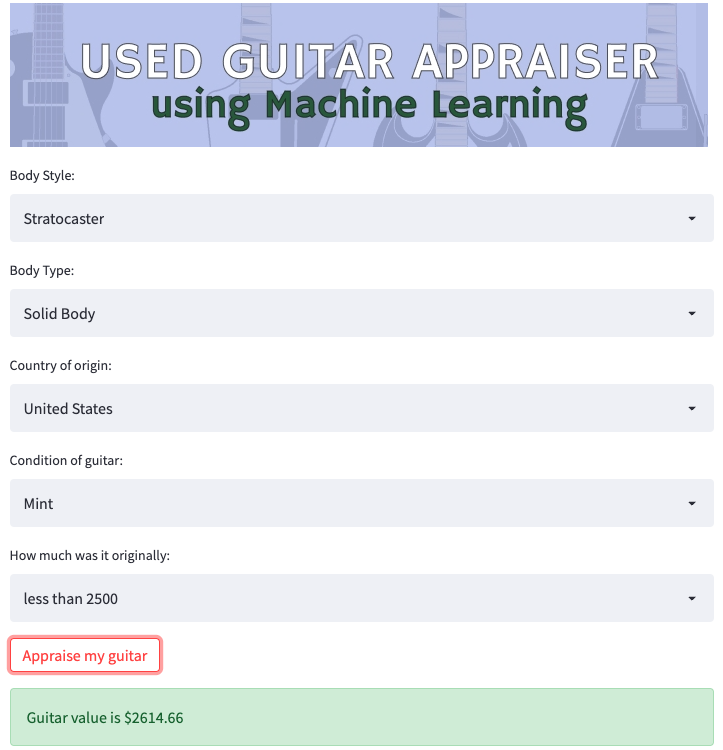 USED GUITAR APPRAISER
using Machine Learning
Body Style:
Stratocaster
Body Type:
Solid Body
Country of origin:
United States
Condition of guitar:
Mint
How much was it originally:
less than 2500
Appraise my guitar
Guitar value is $2614.66